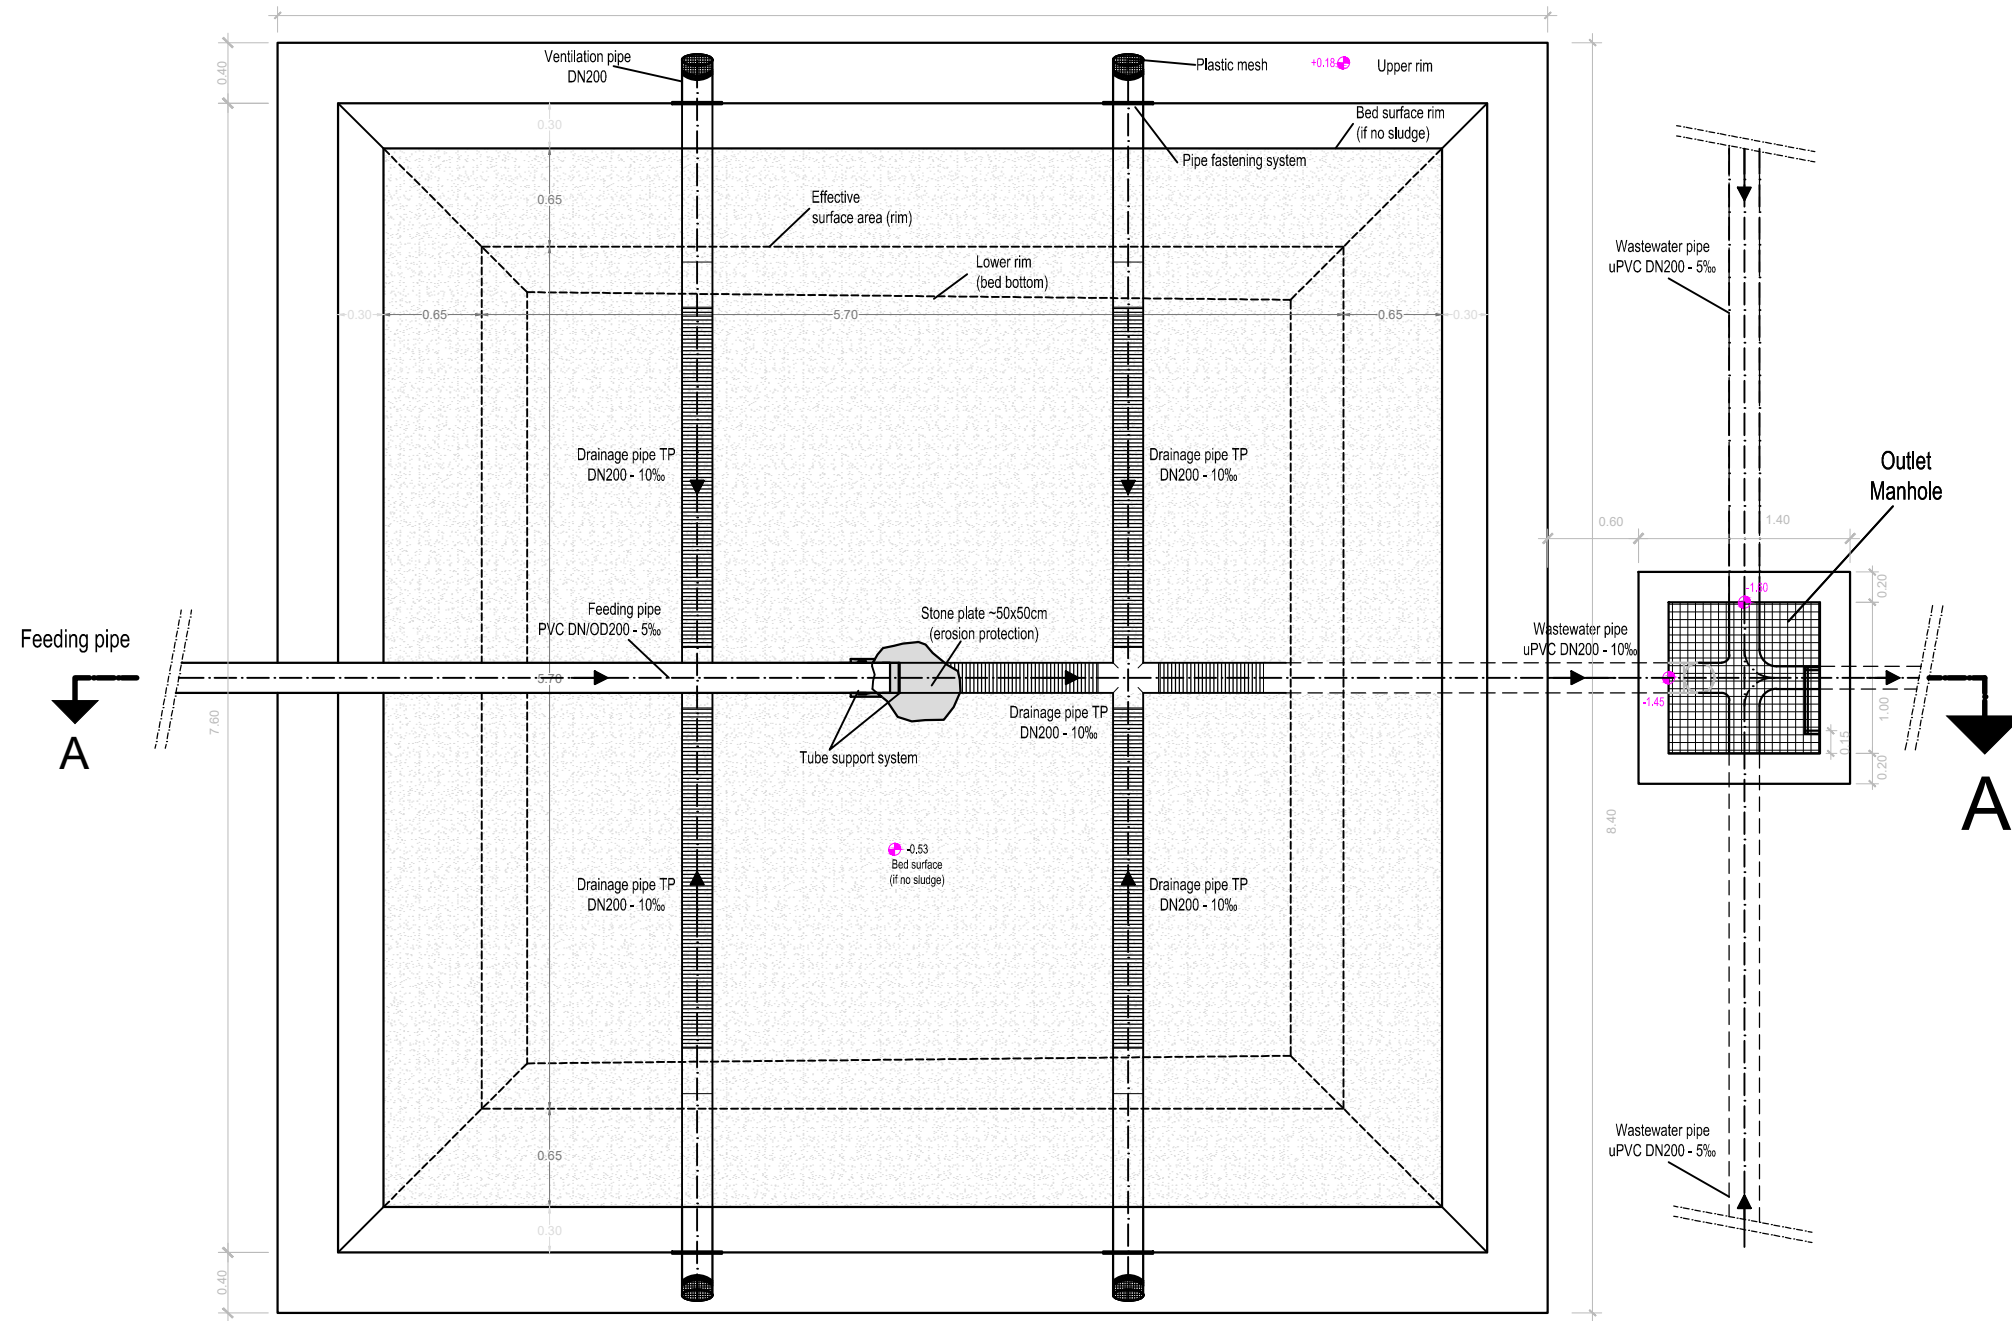 Ventilation pipe
DN200
Plastic mesh
+0.18
Upper rim
0.40
0.30
Bed surface rim
(if no sludge)
Pipe fastening system
0.65
Effective
surface area (rim)
Lower rim
(bed bottom)
Wastewater pipe
uPVC DN200 - 5‰
0.30
0.65
5.70
0.65
0.30
Drainage pipe TP
DN200 - 10‰
Drainage pipe TP
DN200 - 10‰
Outlet
Manhole
0.60
1.40
Feeding pipe
Feeding pipe
PVC DN/OD200 - 5‰
Stone plate ~50x50cm
(erosion protection)
Wastewater pipe
uPVC DN200 - 10‰
-1.60
0.20
5.70
-1.45
A
7.60
Drainage pipe TP
DN200 - 10‰
1.00
0.15
0.20
Tube support system
A
8.40
-0.53
Bed surface
(if no sludge)
Drainage pipe TP
DN200 - 10‰
Drainage pipe TP
DN200 - 10‰
0.65
Wastewater pipe
uPVC DN200 - 5‰
0.30
0.40